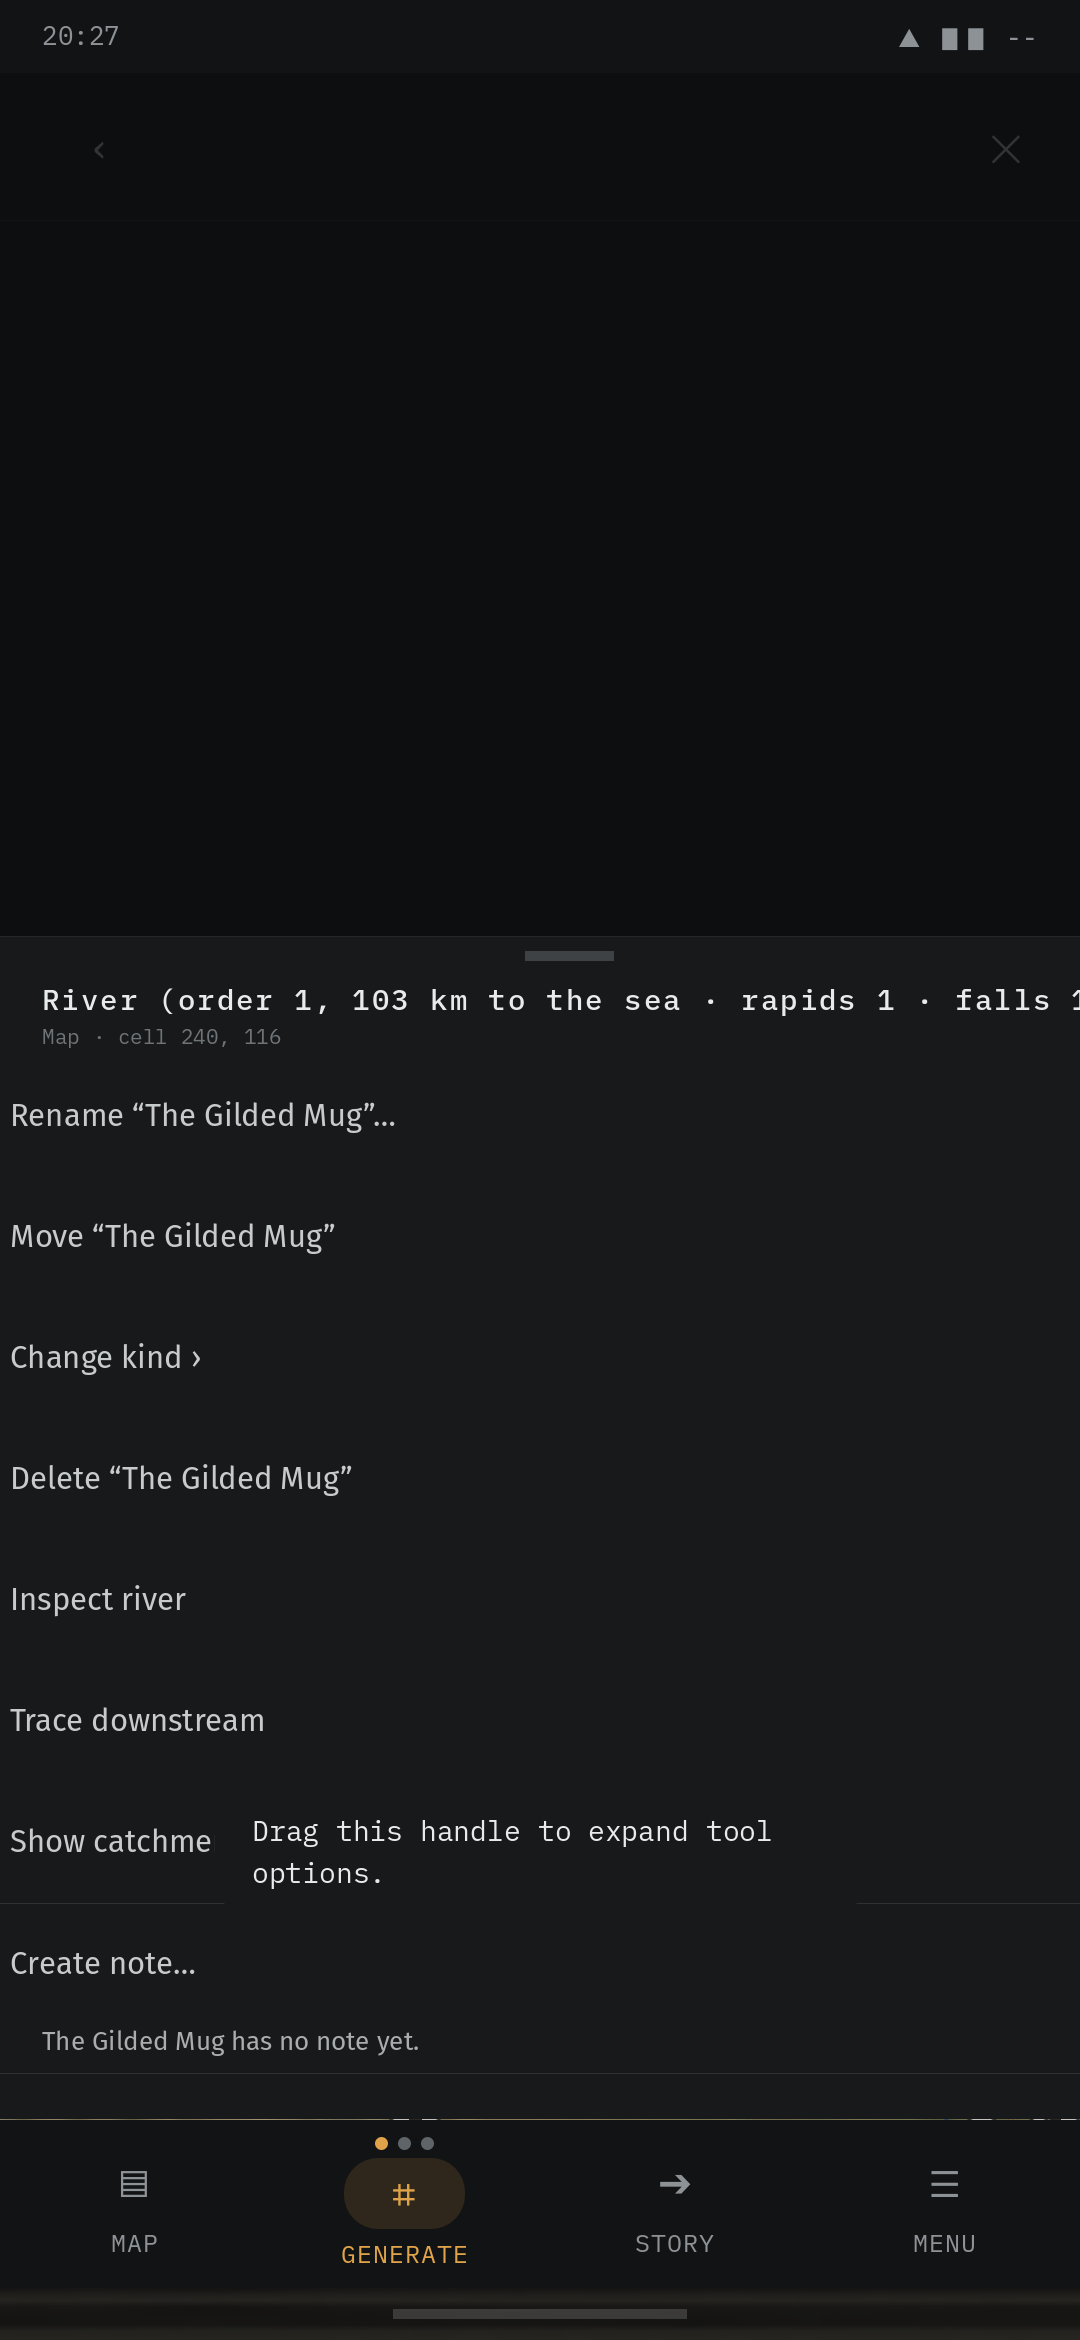 20:27
River (order 1, 103 km to the sea · rapids 1 · falls 1
Map · cell 240, 116
Rename “The Gilded Mug”…
Move “The Gilded Mug”
Change kind ›
Delete “The Gilded Mug”
Inspect river
Trace downstream
Show catchme
Drag this handle to expand tool
options.
Create note…
The Gilded Mug has no note yet.
MAP
GENERATE
STORY
MENU